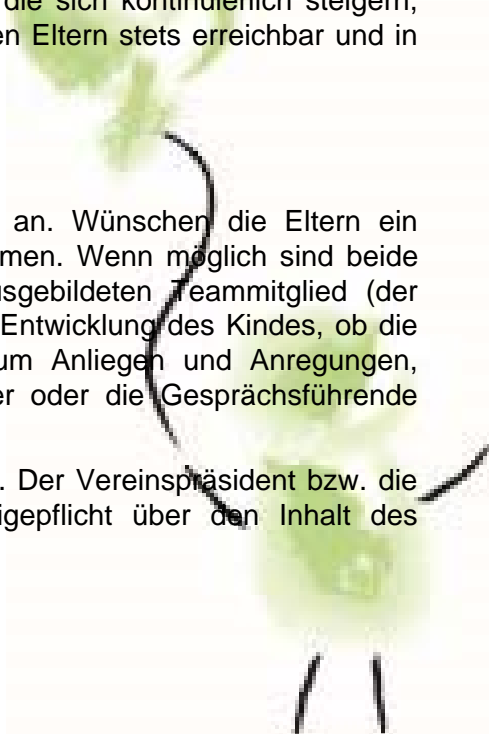 die sich kontinuierlich steigern,
en Eltern stets erreichbar und in
an. Wünschen die Eltern ein
men. Wenn möglich sind beide
usgebildeten Teammitglied (der
Entwicklung des Kindes, ob die
um Anliegen und Anregungen,
er oder die Gesprächsführende
. Der Vereinspräsident bzw. die
igepflicht über den Inhalt des